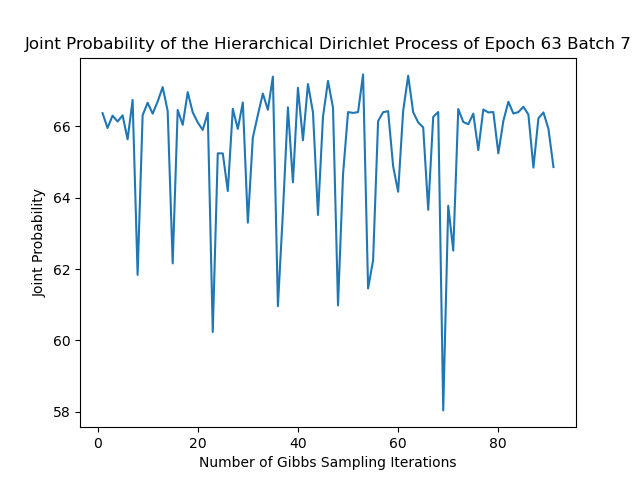 Joint Probability of the Hierarchical Dirichlet Process of Epoch 63 Batch 7
Joint Probability
66
64
62
60
58
0 20 40 60 80
Number of Gibbs Sampling Iterations